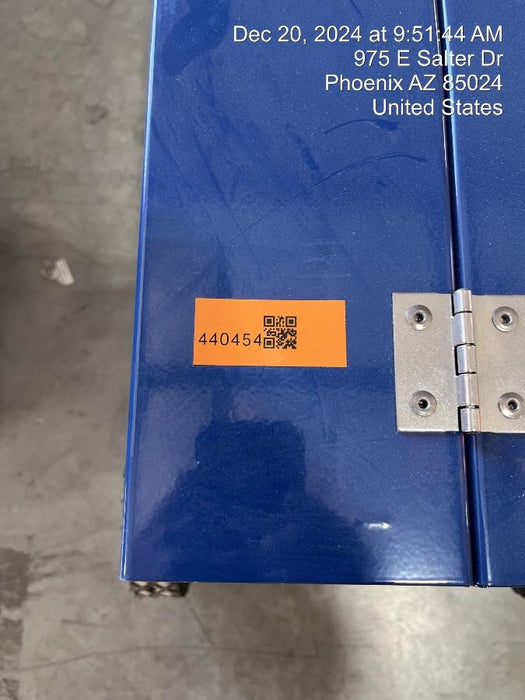 Dec 20, 2024 at 9:51:44 AM
975 E Salter Dr
Phoenix AZ 85024
United States
440454